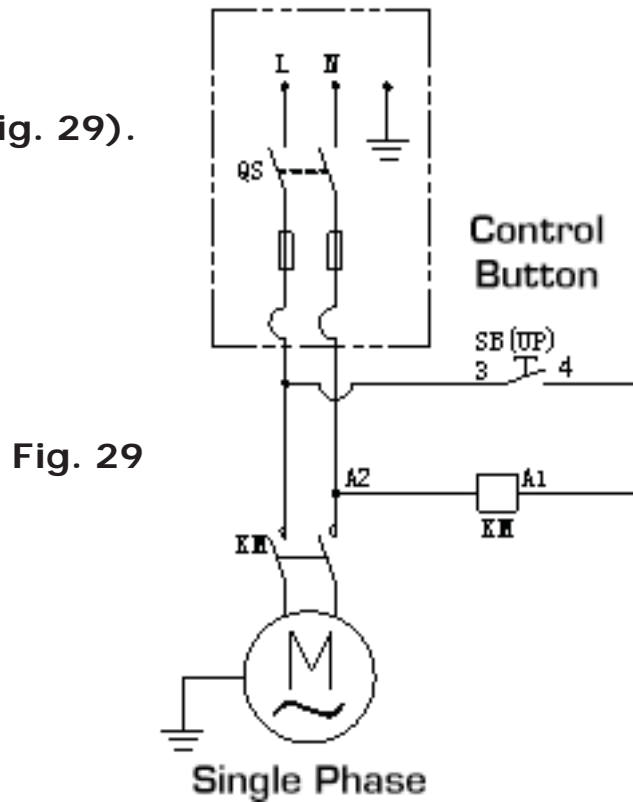 L N
ig. 29).
QS
Control
Button
SB(UP)
3 4
Fig. 29
A2 A1
KM
KM
M
Single Phase